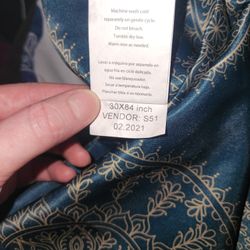 Machine wash cold
separately on gentle cycle.
Do not bleach.
Tumble dry low.
Warm iron as needed.
Lave a máquina por separado en
agua fría en ciclo delicado.
No use blanqueador.
Secar a temperatura baja.
Planchar tibia si es necesario.
30X84 inch
VENDOR: S51
02.2021